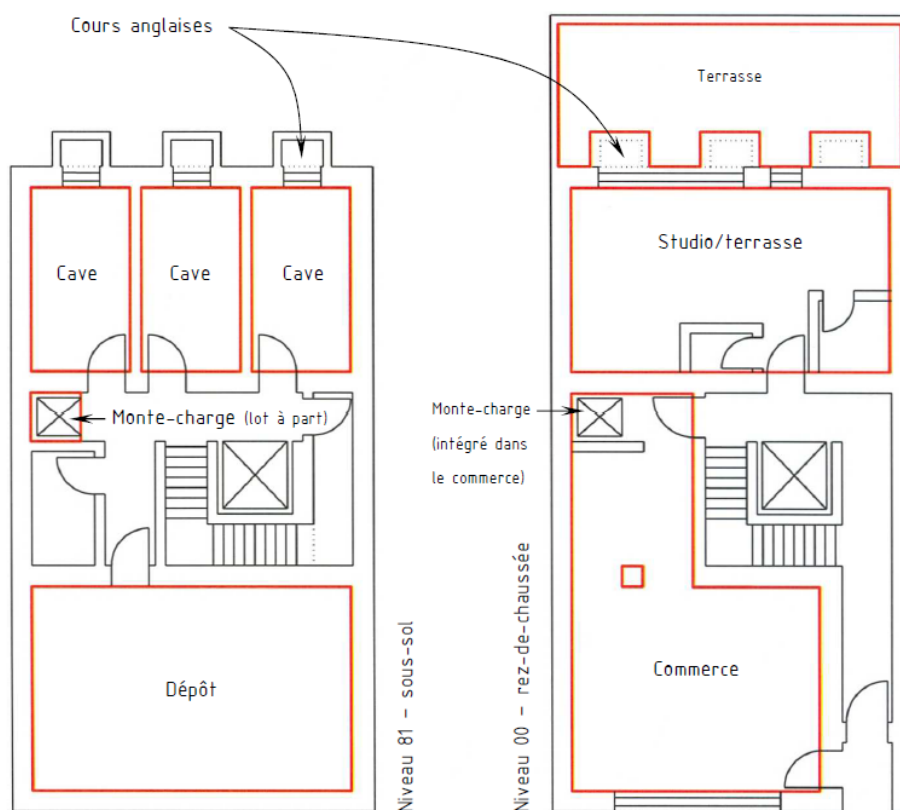 Cours anglaises
Terrasse
Cave
Cave
Cave
Studio/terrasse
Monte-charge (lot à part)
Monte-charge
(intégré dans
le commerce)
Dépôt
Commerce
Niveau 81 – sous-sol
Niveau 00 – rez-de-chaussée